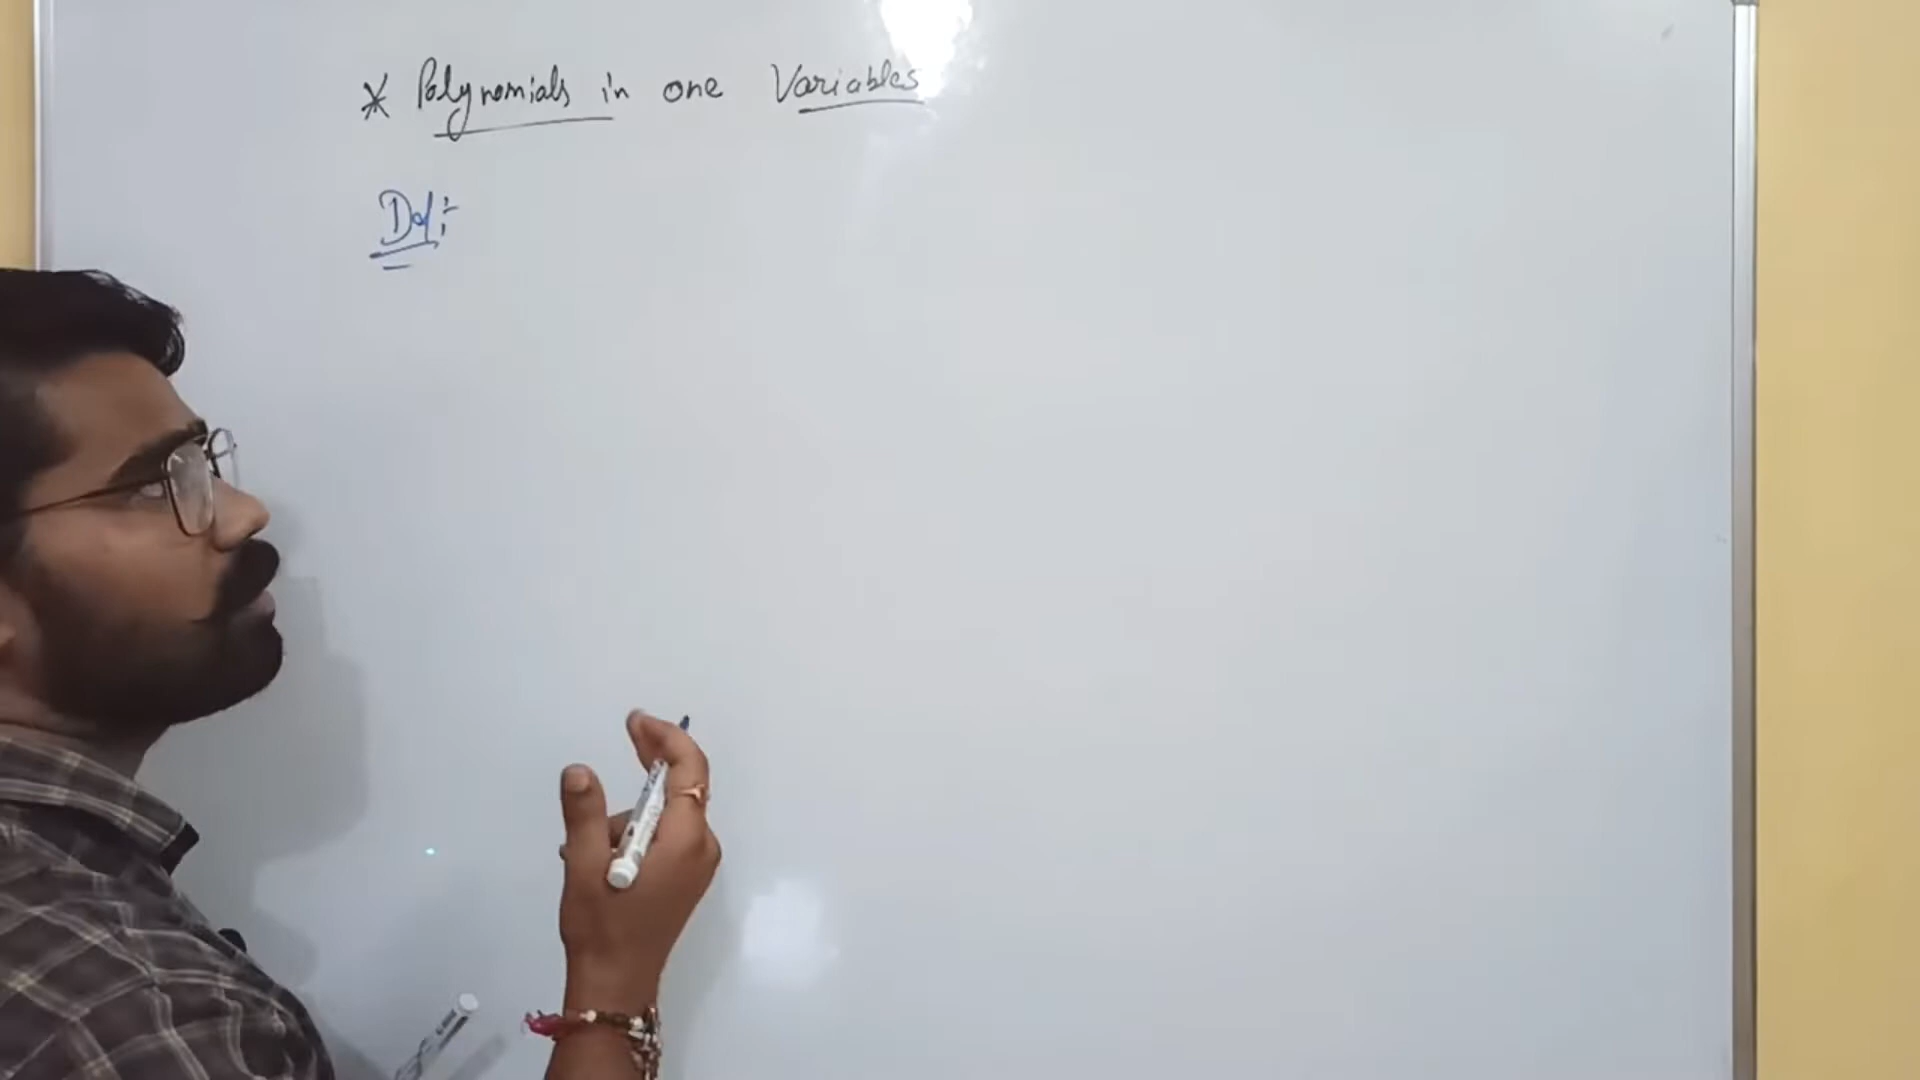 * Polynomials in one Variables
Def:-